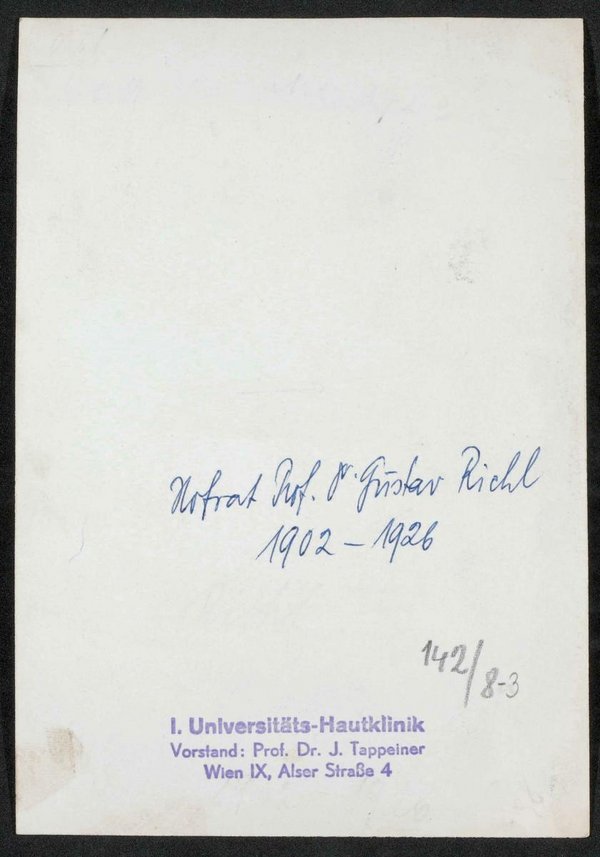 Hofrat Prof. Dr. Gustav Riehl
1902 – 1926
142/8-3
I. Universitäts-Hautklinik
Vorstand: Prof. Dr. J. Tappeiner
Wien IX, Alser Straße 4